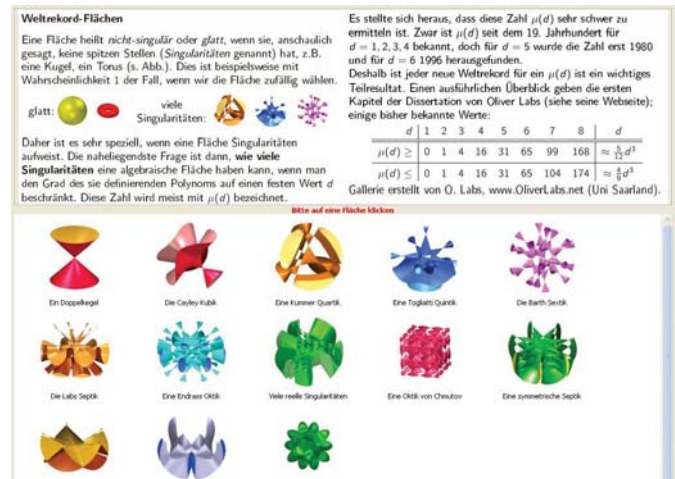 Weltrekord-Flächen
Eine Fläche heißt nicht-singulär oder glatt, wenn sie, anschaulich
gesagt, keine spitzen Stellen (Singularitäten genannt) hat, z.B.
eine Kugel, ein Torus (s. Abb.). Dies ist beispielsweise mit
Wahrscheinlichkeit 1 der Fall, wenn wir die Fläche zufällig wählen.
glatt:
viele
Singularitäten:
Daher ist es sehr speziell, wenn eine Fläche Singularitäten
aufweist. Die naheliegendste Frage ist dann, wie viele
Singularitäten eine algebraische Fläche haben kann, wenn man
den Grad des sie definierenden Polynoms auf einen festen Wert d
beschränkt. Diese Zahl wird meist mit μ(d) bezeichnet.
Es stellte sich heraus, dass diese Zahl μ(d) sehr schwer zu
ermitteln ist. Zwar ist μ(d) seit dem 19. Jahrhundert für
d = 1, 2, 3, 4 bekannt, doch für d = 5 wurde die Zahl erst 1980
und für d = 6 1996 herausgefunden.
Deshalb ist jeder neue Weltrekord für ein μ(d) ist ein wichtiges
Teilresultat. Einen ausführlichen Überblick geben die ersten
Kapitel der Dissertation von Oliver Labs (siehe seine Webseite);
einige bisher bekannte Werte:
d 1 2 3 4 5 6 7 8 d
μ(d) ≥ 0 1 4 16 31 65 99 168 ≈ 5/12 d³
μ(d) ≤ 0 1 4 16 31 65 104 174 ≈ 4/9 d³
Gallerie erstellt von O. Labs, www.OliverLabs.net (Uni Saarland).
Bitte auf eine Fläche klicken
Ein Doppelkegel
Die Cayley Kubik
Eine Kummer Quartik
Eine Togliatti Quintik
Die Barth Sextik
Die Labs Septik
Eine Endrass Oktik
Viele reelle Singularitäten
Eine Oktik von Chmutov
Eine symmetrische Septik